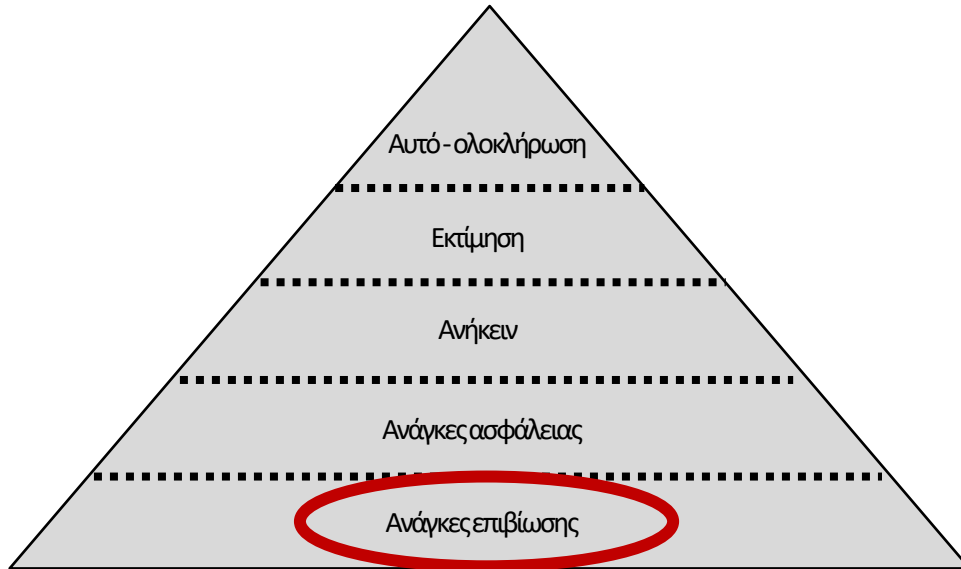 Αυτό - ολοκλήρωση
Εκτίμηση
Ανήκειν
Ανάγκες ασφάλειας
Ανάγκες επιβίωσης